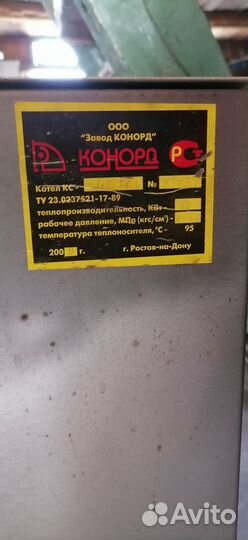 ООО
"Завод КОНОРД"
КОНОРД РСТ
Котел КС - №
ТУ 23.0237521-17-89
теплопроизводительность, КВт -
рабочее давление, МПа (кгс/см²) -
температура теплоносителя, °С - 95
200 г. г. Ростов-на-Дону
Avito